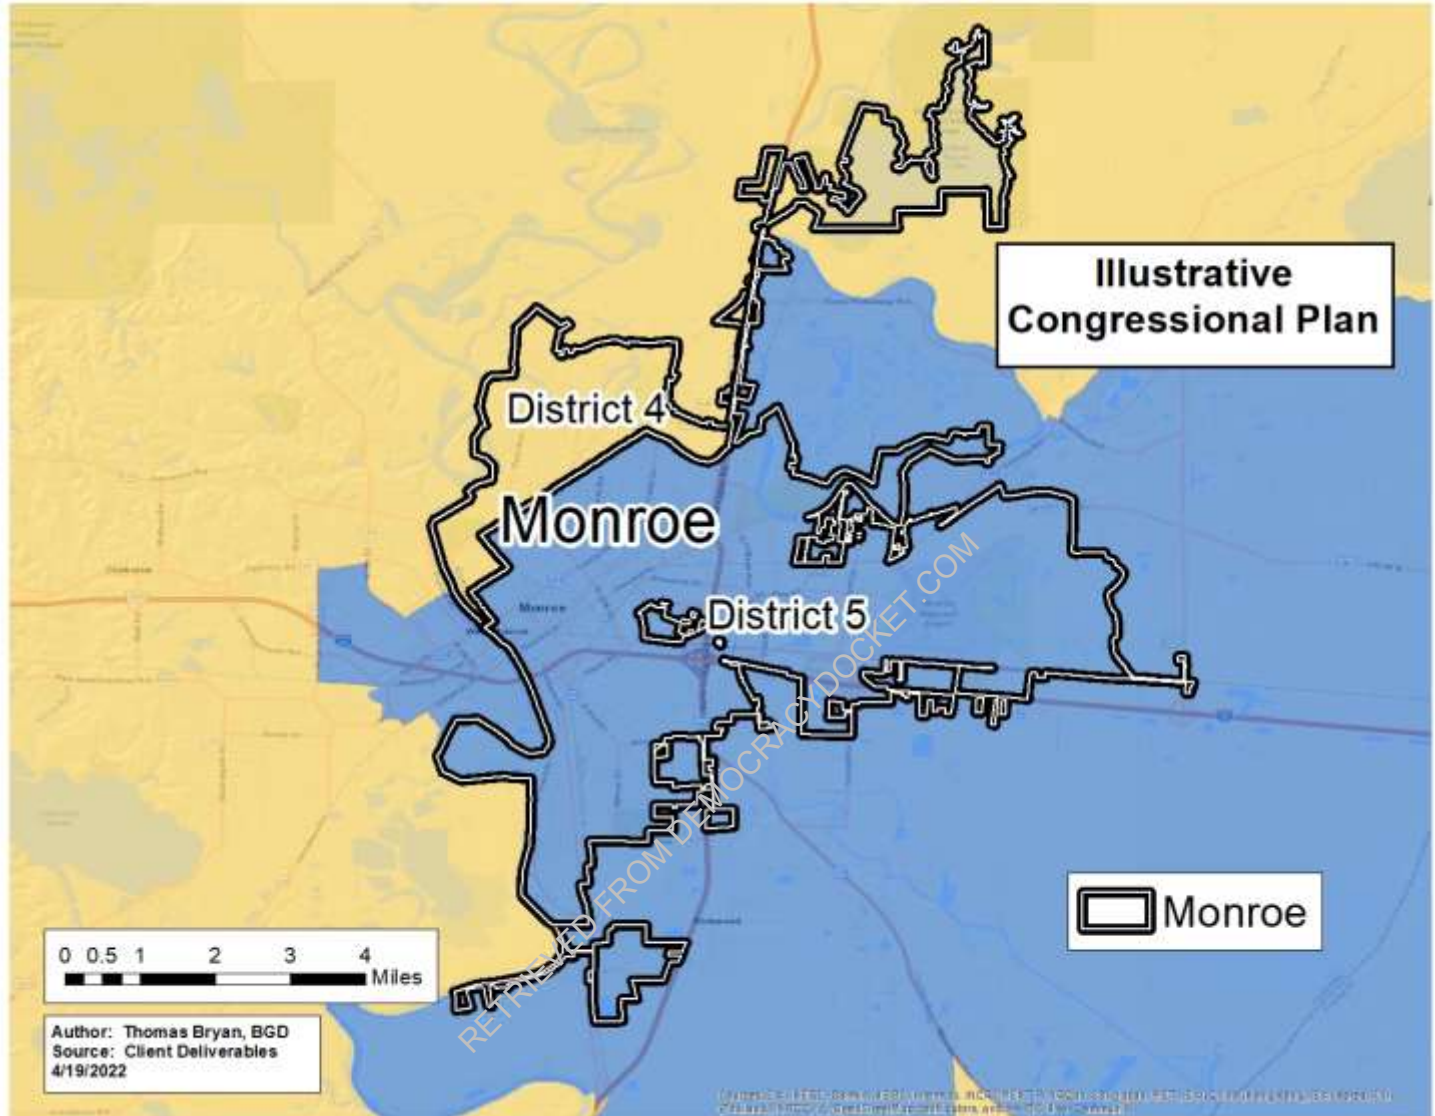 Illustrative
Congressional Plan
District 4
Monroe
Monroe
District 5
Monroe
0 0.5 1 2 3 4
Miles
Author: Thomas Bryan, BGD
Source: Client Deliverables
4/19/2022
RETRIEVED FROM DEMOCRACYDOCKET.COM